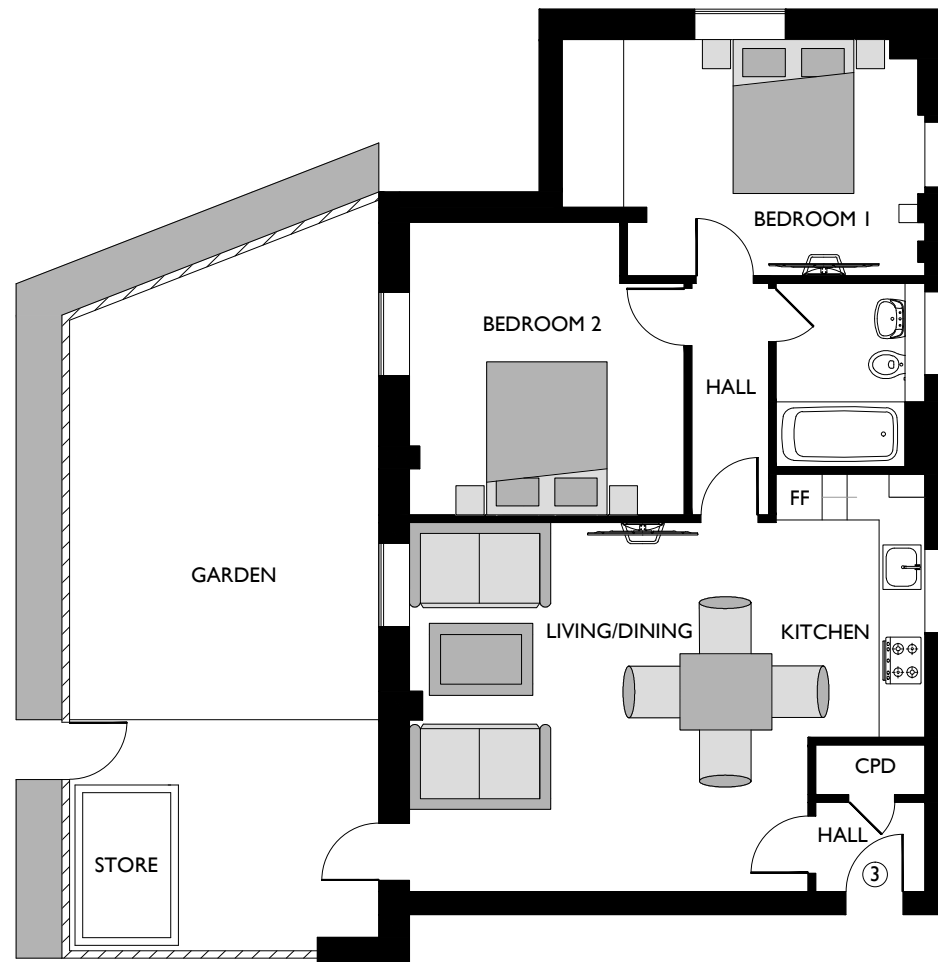 BEDROOM 1
BEDROOM 2
HALL
FF
GARDEN
LIVING/DINING
KITCHEN
CPD
HALL
STORE
3